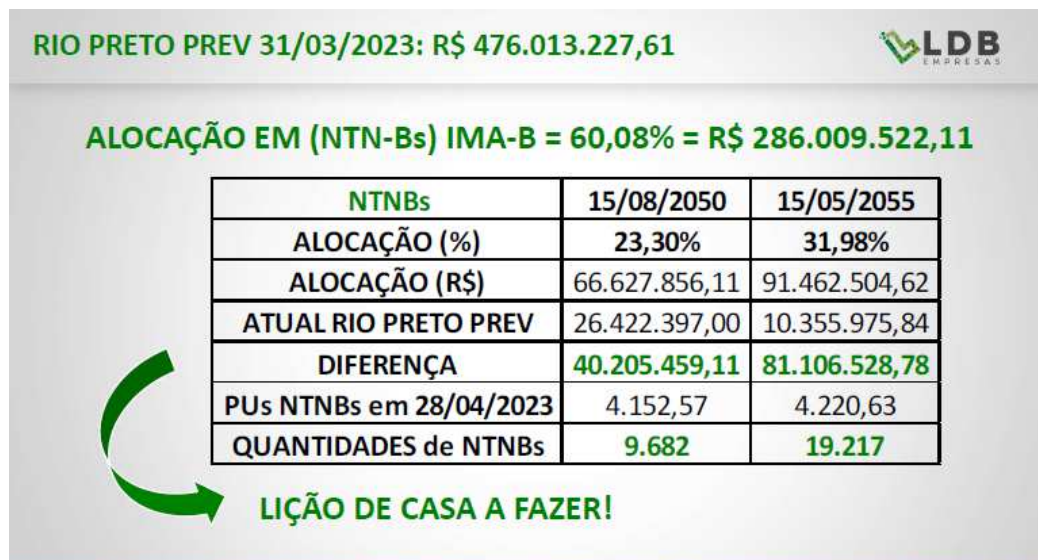 RIO PRETO PREV 31/03/2023: R$ 476.013.227,61
LDB
EMPRESAS
ALOCAÇÃO EM (NTN-Bs) IMA-B = 60,08% = R$ 286.009.522,11
NTNBs 15/08/2050 15/05/2055
ALOCAÇÃO (%) 23,30% 31,98%
ALOCAÇÃO (R$) 66.627.856,11 91.462.504,62
ATUAL RIO PRETO PREV 26.422.397,00 10.355.975,84
DIFERENÇA 40.205.459,11 81.106.528,78
PUs NTNBs em 28/04/2023 4.152,57 4.220,63
QUANTIDADES de NTNBs 9.682 19.217
LIÇÃO DE CASA A FAZER!